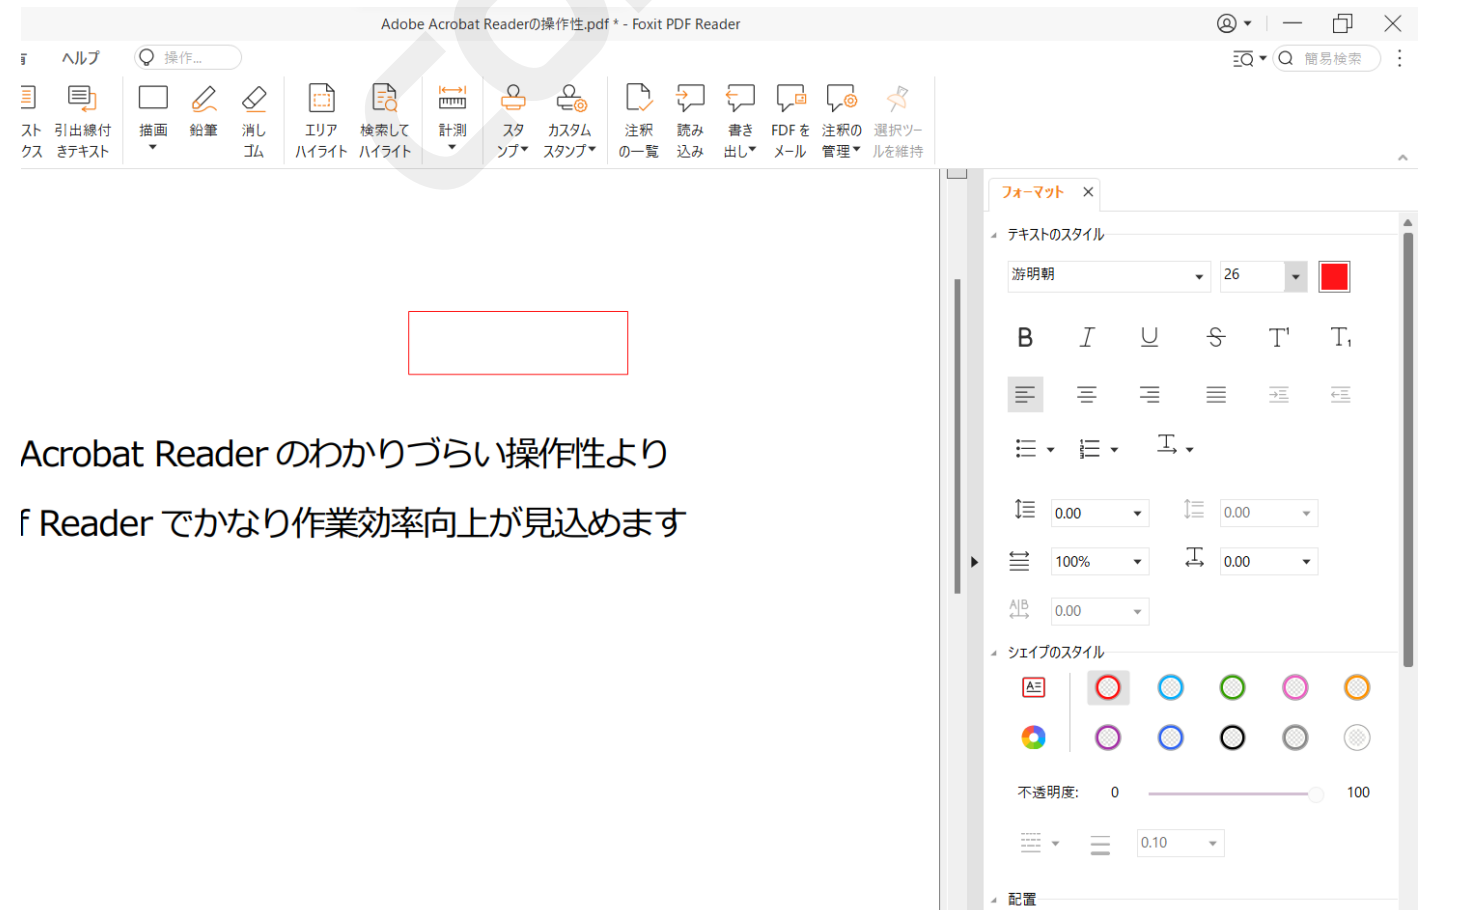 Adobe Acrobat Readerの操作性.pdf * - Foxit PDF Reader
ヘルプ
操作...
簡易検索
引出線付
きテキスト
描画
鉛筆
消し
ゴム
エリア
ハイライト
検索して
ハイライト
計測
スタ
ンプ
カスタム
スタンプ
注釈
の一覧
読み
込み
書き
出し
FDF を
メール
注釈の
管理
選択ツー
ルを維持
Acrobat Reader のわかりづらい操作性より
f Reader でかなり作業効率向上が見込めます
フォーマット
テキストのスタイル
游明朝
26
0.00
0.00
100%
0.00
0.00
シェイプのスタイル
不透明度: 0 100
0.10
配置